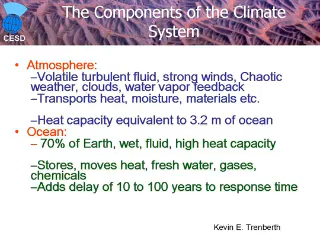 The Components of the Climate
System
CESD
• Atmosphere:
–Volatile turbulent fluid, strong winds, Chaotic
weather, clouds, water vapor feedback
–Transports heat, moisture, materials etc.
–Heat capacity equivalent to 3.2 m of ocean
• Ocean:
– 70% of Earth, wet, fluid, high heat capacity
–Stores, moves heat, fresh water, gases,
chemicals
–Adds delay of 10 to 100 years to response time
Kevin E. Trenberth